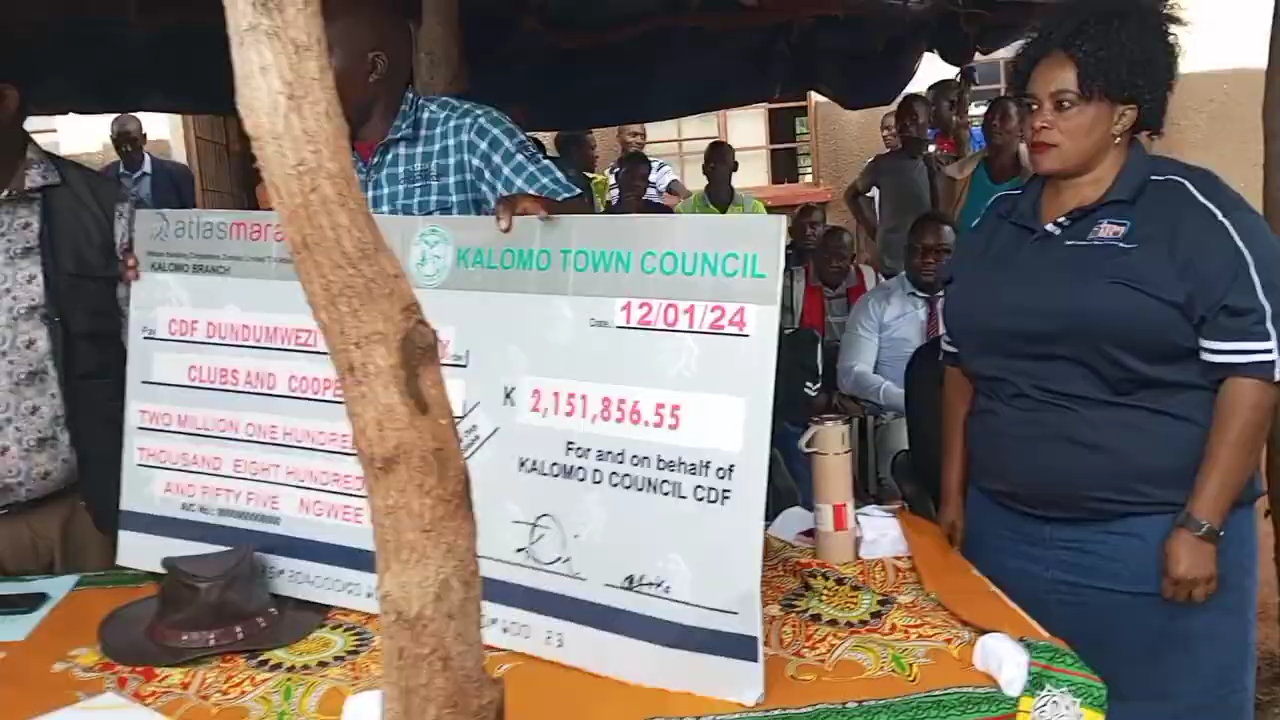 atlasmara
KALOMO BRANCH
KALOMO TOWN COUNCIL
Date: 12/01/24
Pay CDF DUNDUMWEZI
CLUBS AND COOPE
TWO MILLION ONE HUNDRED
THOUSAND EIGHT HUNDRED
AND FIFTY FIVE NGWEE
K 2,151,856.55
For and on behalf of
KALOMO D COUNCIL CDF